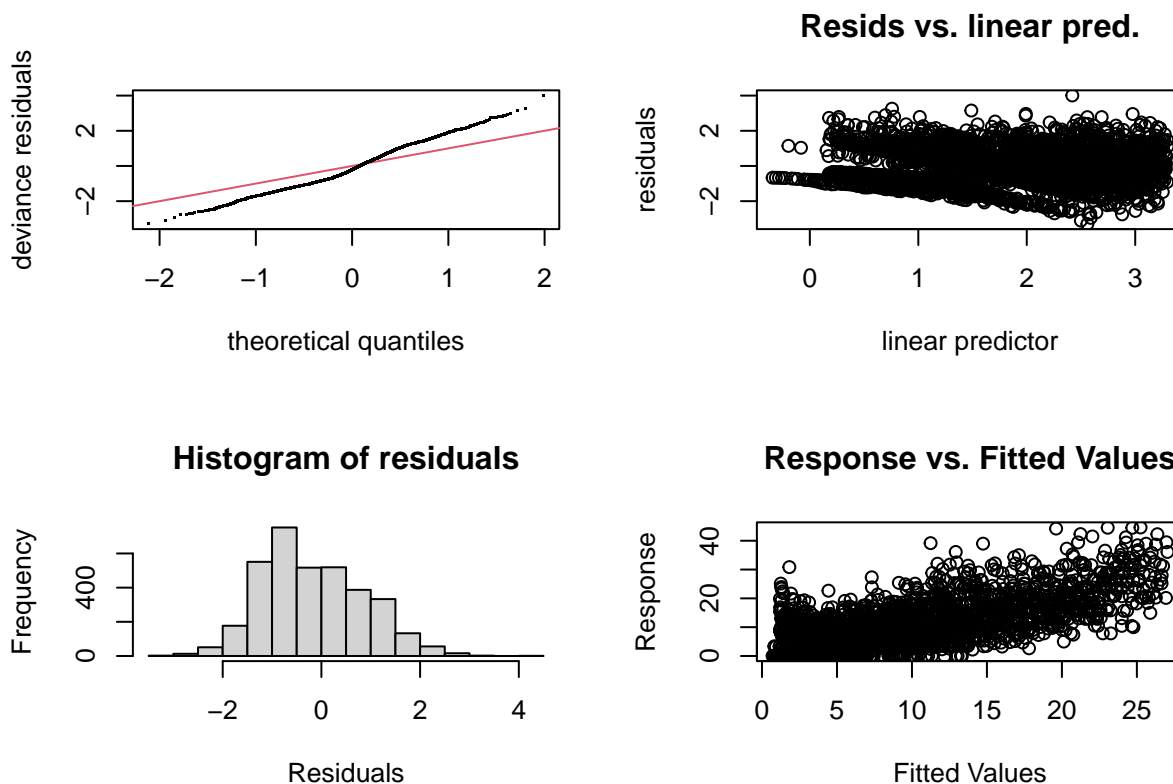 deviance residuals
2
−2
−2
−1
0
1
2
theoretical quantiles
Resids vs. linear pred.
residuals
2
−2
0
1
2
3
linear predictor
Histogram of residuals
Frequency
400
0
−2
0
2
4
Residuals
Response vs. Fitted Values
Response
40
20
0
0
5
10
15
20
25
Fitted Values